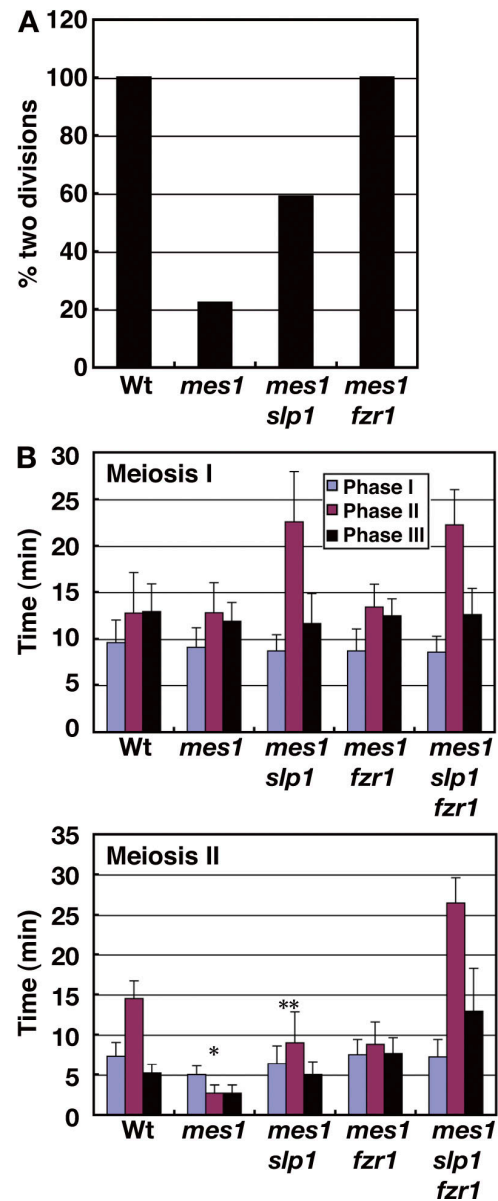 A
120
100
80
60
40
20
0
% two divisions
Wt mes1 mes1 mes1
slp1 fzr1
B
30
25
20
15
10
5
0
Time (min)
Meiosis I
Phase I
Phase II
Phase III
Wt mes1 mes1 mes1 mes1
slp1 fzr1 slp1
fzr1
35
30
25
20
15
10
5
0
Time (min)
Meiosis II
*
**
Wt mes1 mes1 mes1 mes1
slp1 fzr1 slp1
fzr1